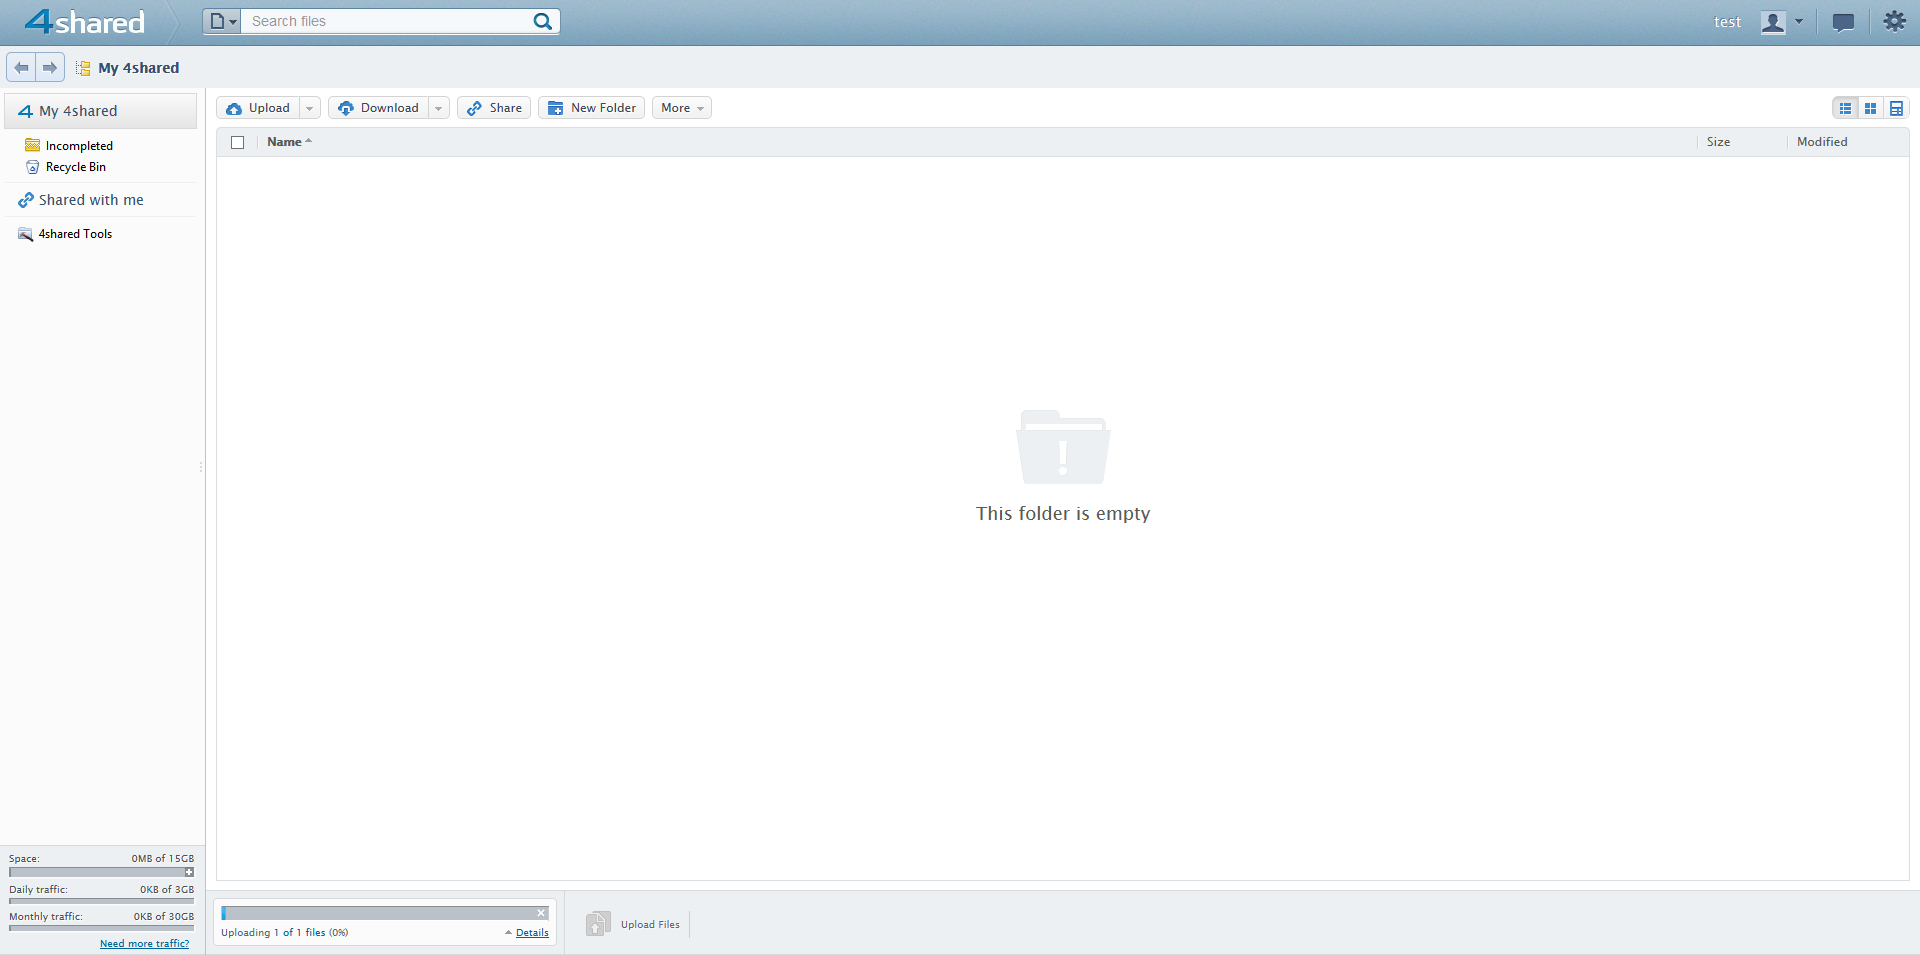 4shared
Search files
test
My 4shared
My 4shared
Incompleted
Recycle Bin
Shared with me
4shared Tools
Upload
Download
Share
New Folder
More
Name
Size
Modified
This folder is empty
Space: 0MB of 15GB
Daily traffic: 0KB of 3GB
Monthly traffic: 0KB of 30GB
Need more traffic?
Uploading 1 of 1 files (0%)
Details
Upload Files